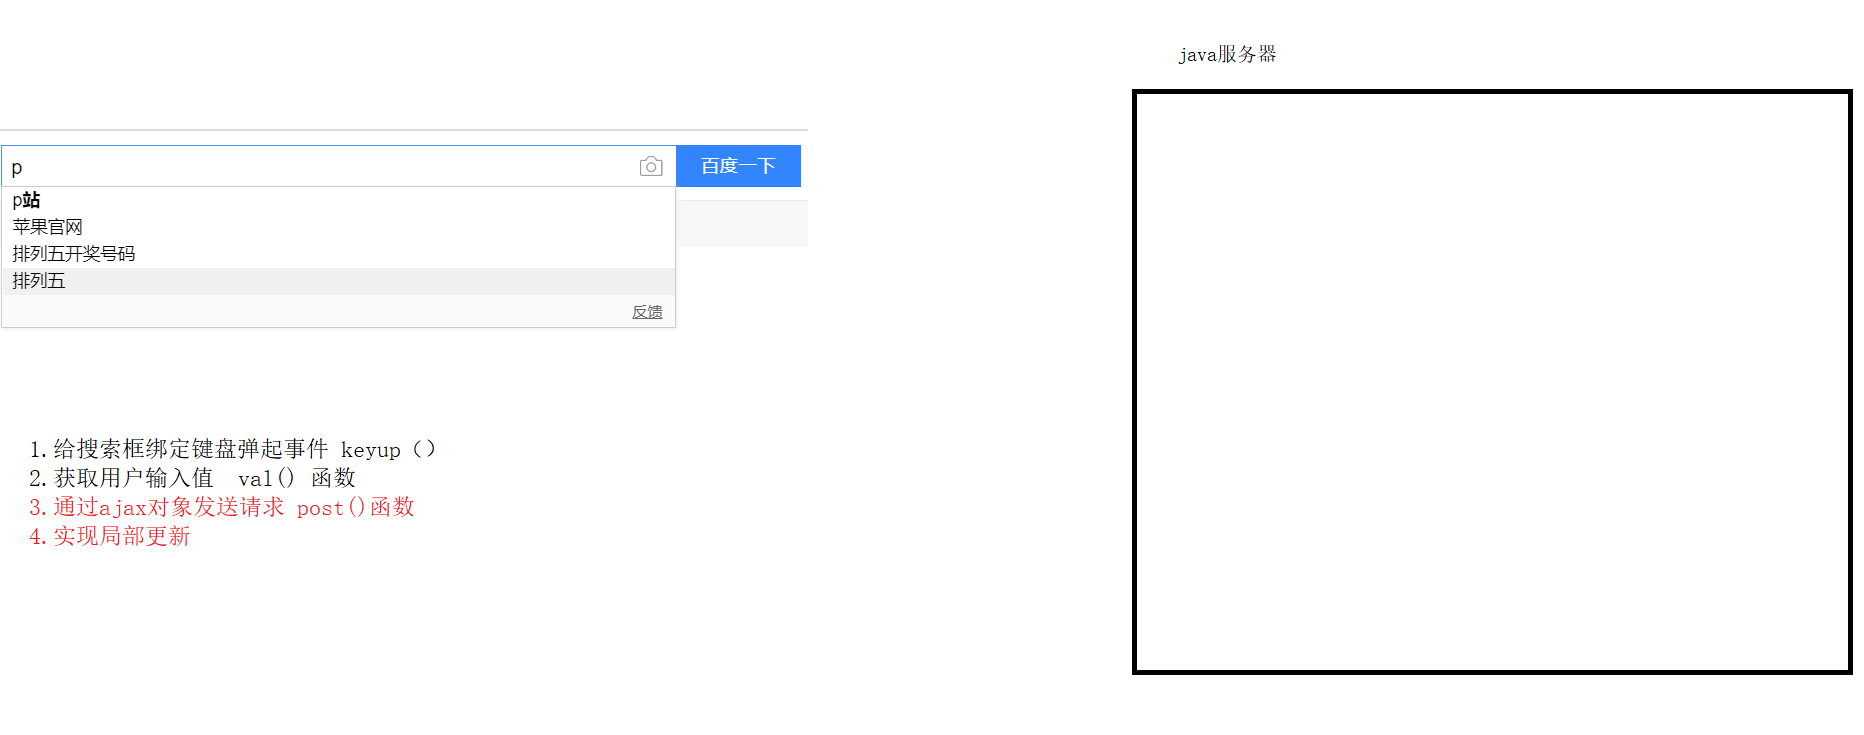 java服务器
p
百度一下
p站
苹果官网
排列五开奖号码
排列五
反馈
1.给搜索框绑定键盘弹起事件 keyup（）
2.获取用户输入值  val() 函数
3.通过ajax对象发送请求 post()函数
4.实现局部更新